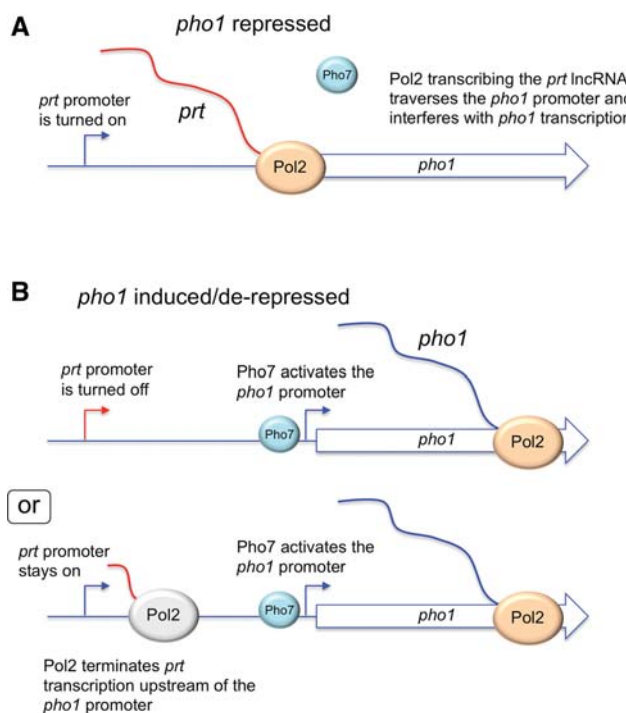 A
pho1 repressed
prt promoter
is turned on
prt
Pho7
Pol2 transcribing the prt lncRNA
traverses the pho1 promoter and
interferes with pho1 transcription
Pol2
pho1
B
pho1 induced/de-repressed
prt promoter
is turned off
Pho7 activates the
pho1 promoter
pho1
Pho7
pho1
Pol2
or
prt promoter
stays on
Pho7 activates the
pho1 promoter
Pol2
Pho7
pho1
Pol2
Pol2 terminates prt
transcription upstream of the
pho1 promoter